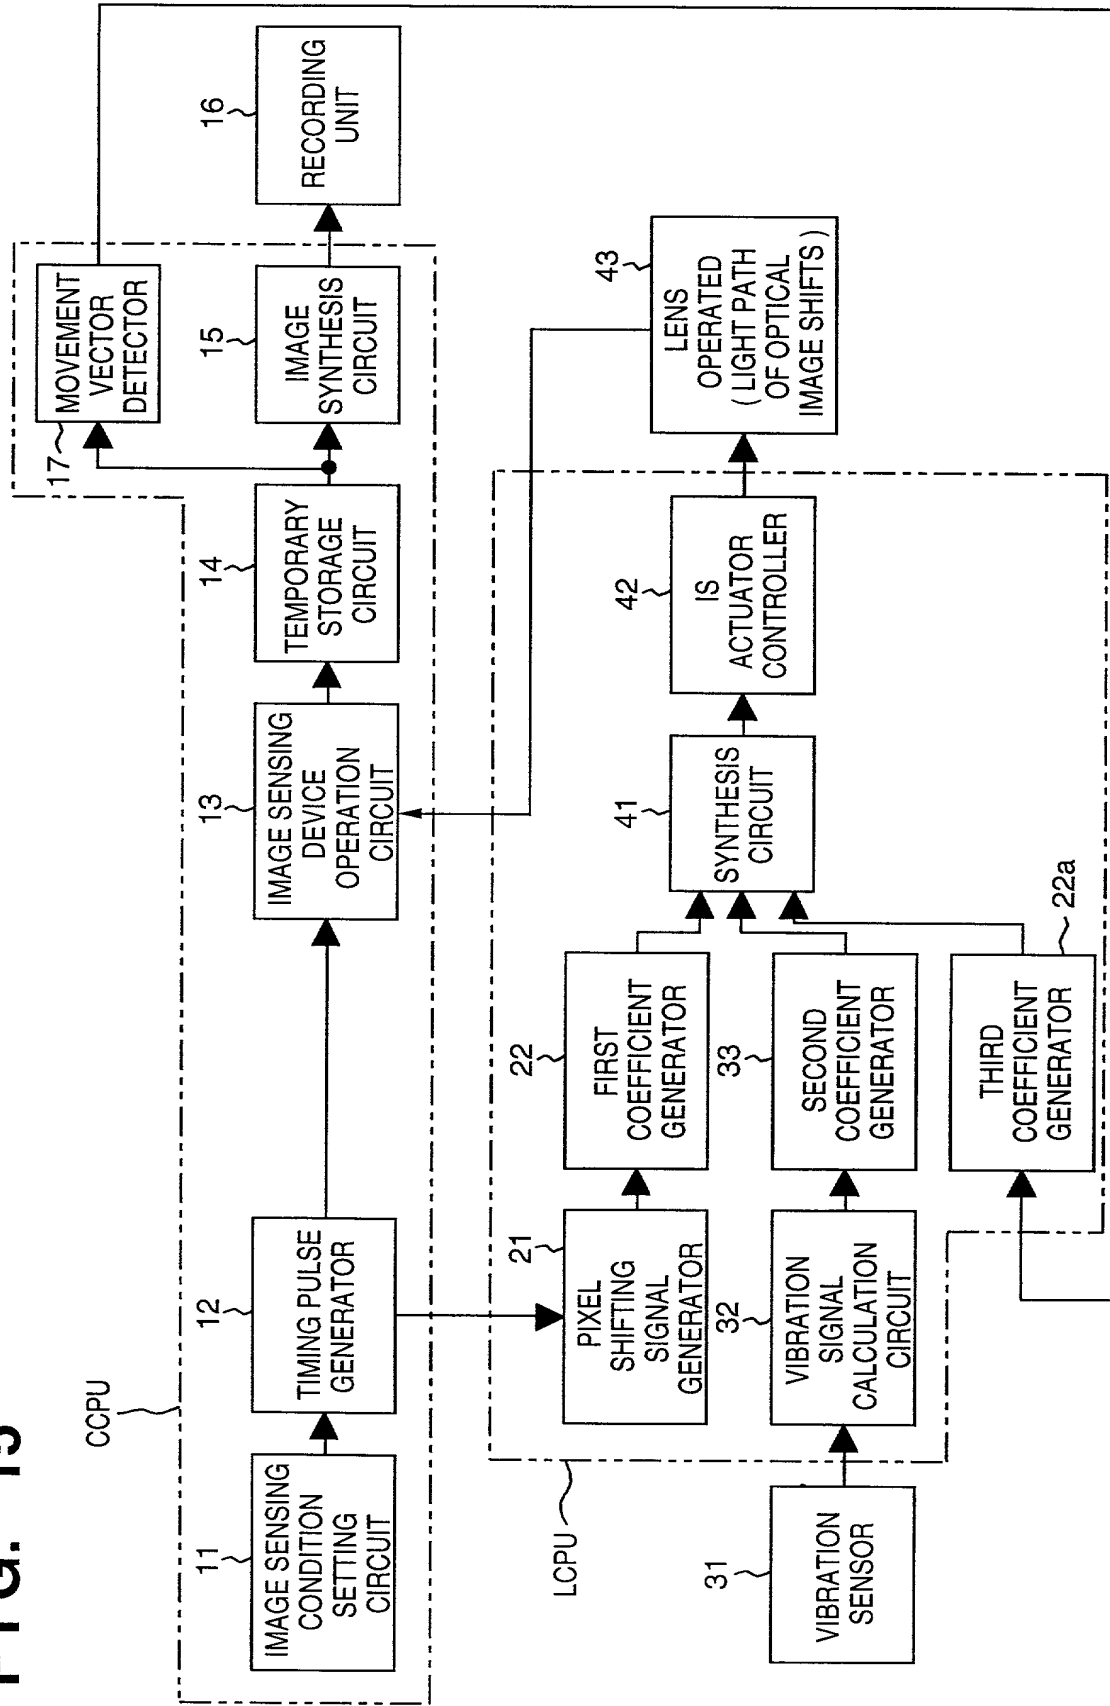 FIG.
CCPU
11
IMAGE SENSING
CONDITION
SETTING
CIRCUIT
12
TIMING PULSE
GENERATOR
13
IMAGE SENSING
DEVICE
OPERATION
CIRCUIT
14
TEMPORARY
STORAGE
CIRCUIT
17
MOVEMENT
VECTOR
DETECTOR
15
IMAGE
SYNTHESIS
CIRCUIT
16
RECORDING
UNIT
LCPU
21
PIXEL
SHIFTING
SIGNAL
GENERATOR
22
FIRST
COEFFICIENT
GENERATOR
31
VIBRATION
SENSOR
32
VIBRATION
SIGNAL
CALCULATION
CIRCUIT
33
SECOND
COEFFICIENT
GENERATOR
22a
THIRD
COEFFICIENT
GENERATOR
41
SYNTHESIS
CIRCUIT
42
IS
ACTUATOR
CONTROLLER
43
LENS
OPERATED
(LIGHT PATH
OF OPTICAL
IMAGE SHIFTS)